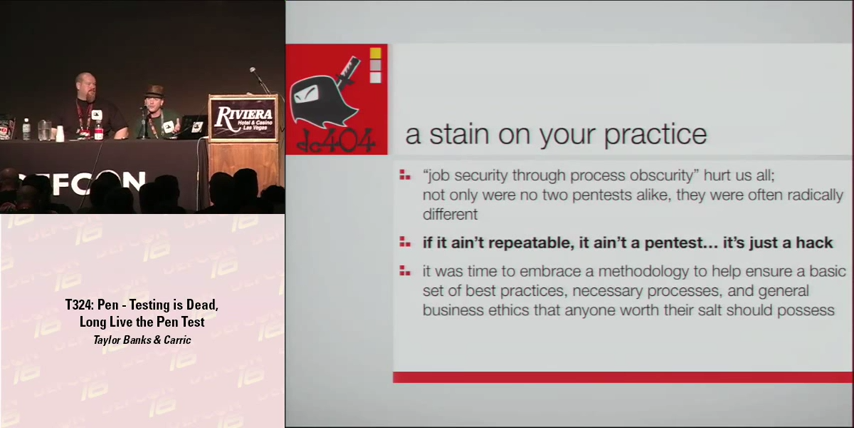 RIVIERA
Hotel & Casino
Las Vegas
DEFCON
T324: Pen - Testing is Dead,
Long Live the Pen Test
Taylor Banks & Carric
dc404
a stain on your practice
“job security through process obscurity” hurt us all;
not only were no two pentests alike, they were often radically
different
if it ain’t repeatable, it ain’t a pentest… it’s just a hack
it was time to embrace a methodology to help ensure a basic
set of best practices, necessary processes, and general
business ethics that anyone worth their salt should possess